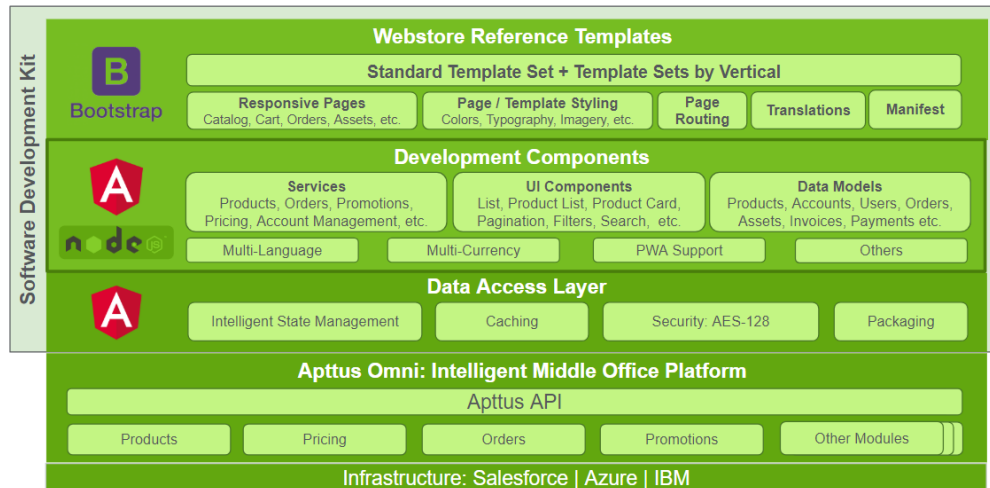 Software Development Kit
Webstore Reference Templates
B
Bootstrap
Standard Template Set + Template Sets by Vertical
Responsive Pages
Catalog, Cart, Orders, Assets, etc.
Page / Template Styling
Colors, Typography, Imagery, etc.
Page
Routing
Translations
Manifest
Development Components
A
node
JS
Services
Products, Orders, Promotions,
Pricing, Account Management, etc.
UI Components
List, Product List, Product Card,
Pagination, Filters, Search, etc.
Data Models
Products, Accounts, Users, Orders,
Assets, Invoices, Payments etc.
Multi-Language
Multi-Currency
PWA Support
Others
Data Access Layer
A
Intelligent State Management
Caching
Security: AES-128
Packaging
Apttus Omni: Intelligent Middle Office Platform
Apttus API
Products
Pricing
Orders
Promotions
Other Modules
Infrastructure: Salesforce | Azure | IBM